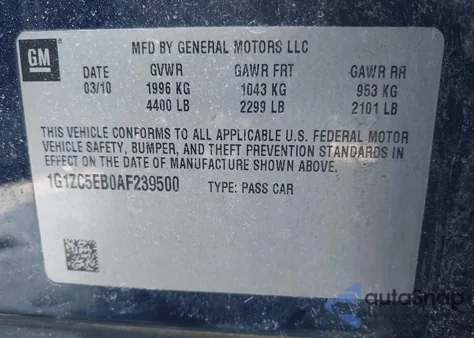 GM
MFD BY GENERAL MOTORS LLC
DATE GVWR GAWR FRT GAWR RR
03/10 1996 KG 1043 KG 953 KG
4400 LB 2299 LB 2101 LB
THIS VEHICLE CONFORMS TO ALL APPLICABLE U.S. FEDERAL MOTOR
VEHICLE SAFETY, BUMPER, AND THEFT PREVENTION STANDARDS IN
EFFECT ON THE DATE OF MANUFACTURE SHOWN ABOVE.
1G1ZC5EB0AF239500 TYPE: PASS CAR
autoSnap